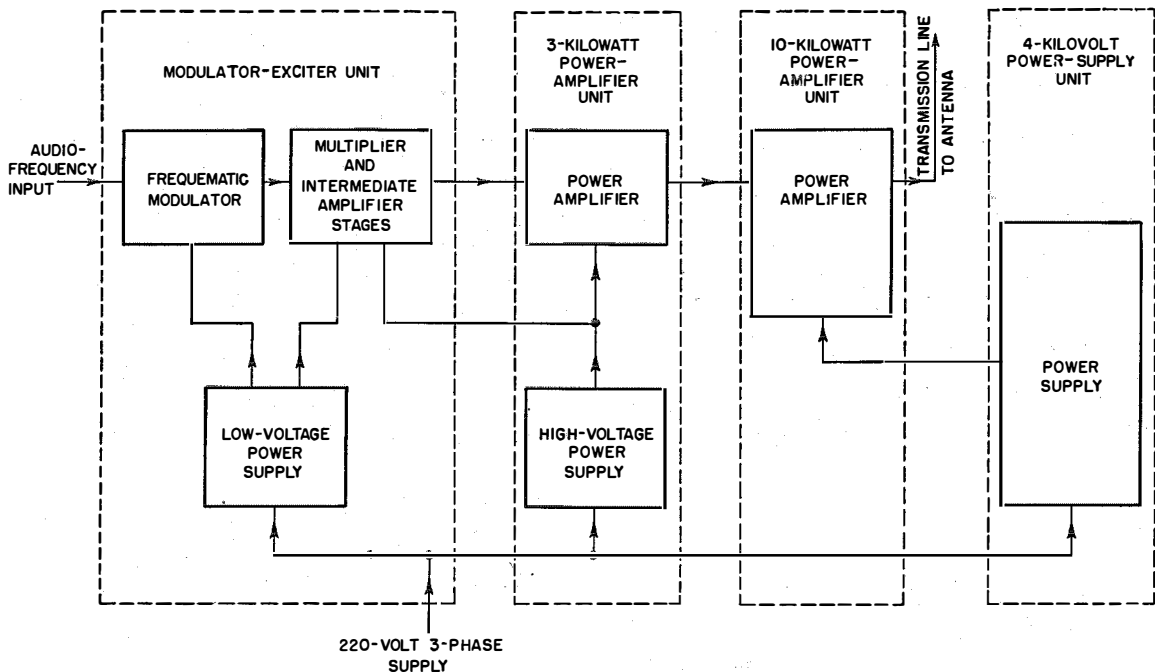 MODULATOR-EXCITER UNIT
3-KILOWATT
POWER-
AMPLIFIER
UNIT
10-KILOWATT
POWER-
AMPLIFIER
UNIT
TRANSMISSION LINE
TO ANTENNA
4-KILOVOLT
POWER-SUPPLY
UNIT
AUDIO-
FREQUENCY
INPUT
FREQUEMATIC
MODULATOR
MULTIPLIER
AND
INTERMEDIATE
AMPLIFIER
STAGES
POWER
AMPLIFIER
POWER
AMPLIFIER
POWER
SUPPLY
LOW-VOLTAGE
POWER
SUPPLY
HIGH-VOLTAGE
POWER
SUPPLY
220-VOLT 3-PHASE
SUPPLY